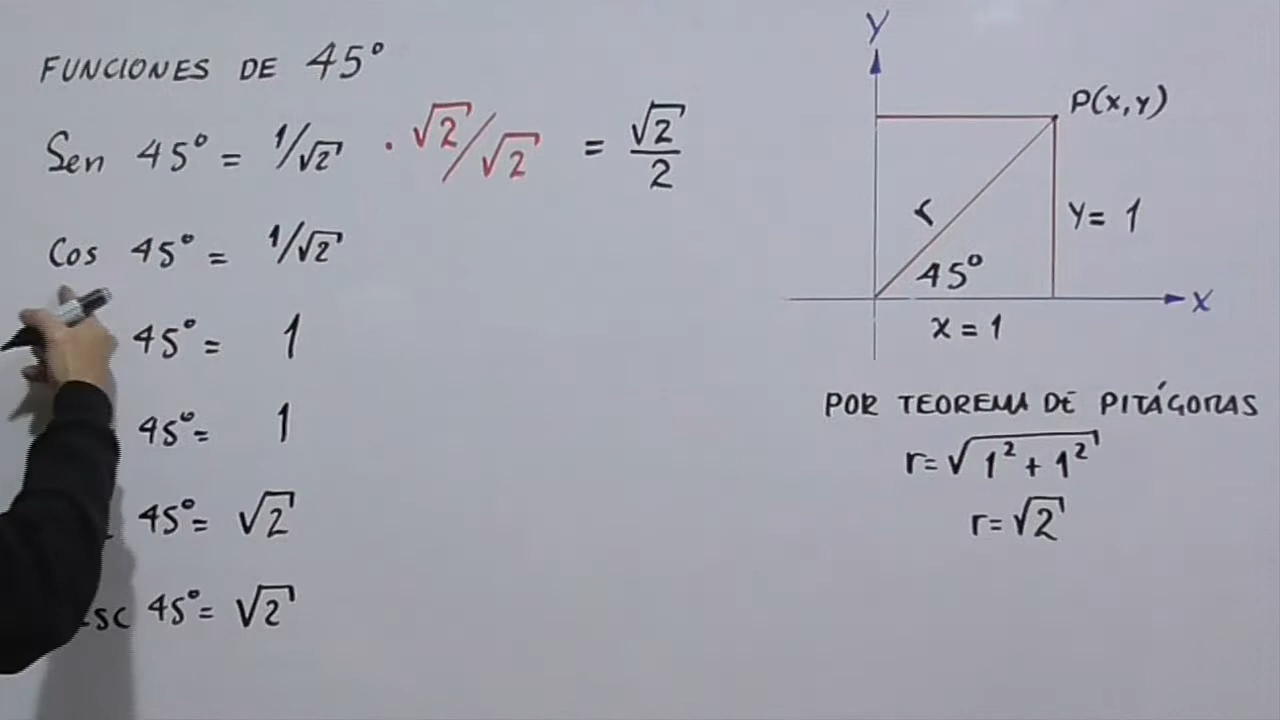 FUNCIONES DE 45°
Sen 45° = 1/√2 · √2/√2 = √2/2
Cos 45° = 1/√2
45° = 1
45° = 1
45° = √2
sc 45° = √2
Y
P(x,y)
r
Y = 1
45°
X
x = 1
POR TEOREMA DE PITÁGORAS
r = √1² + 1²
r = √2